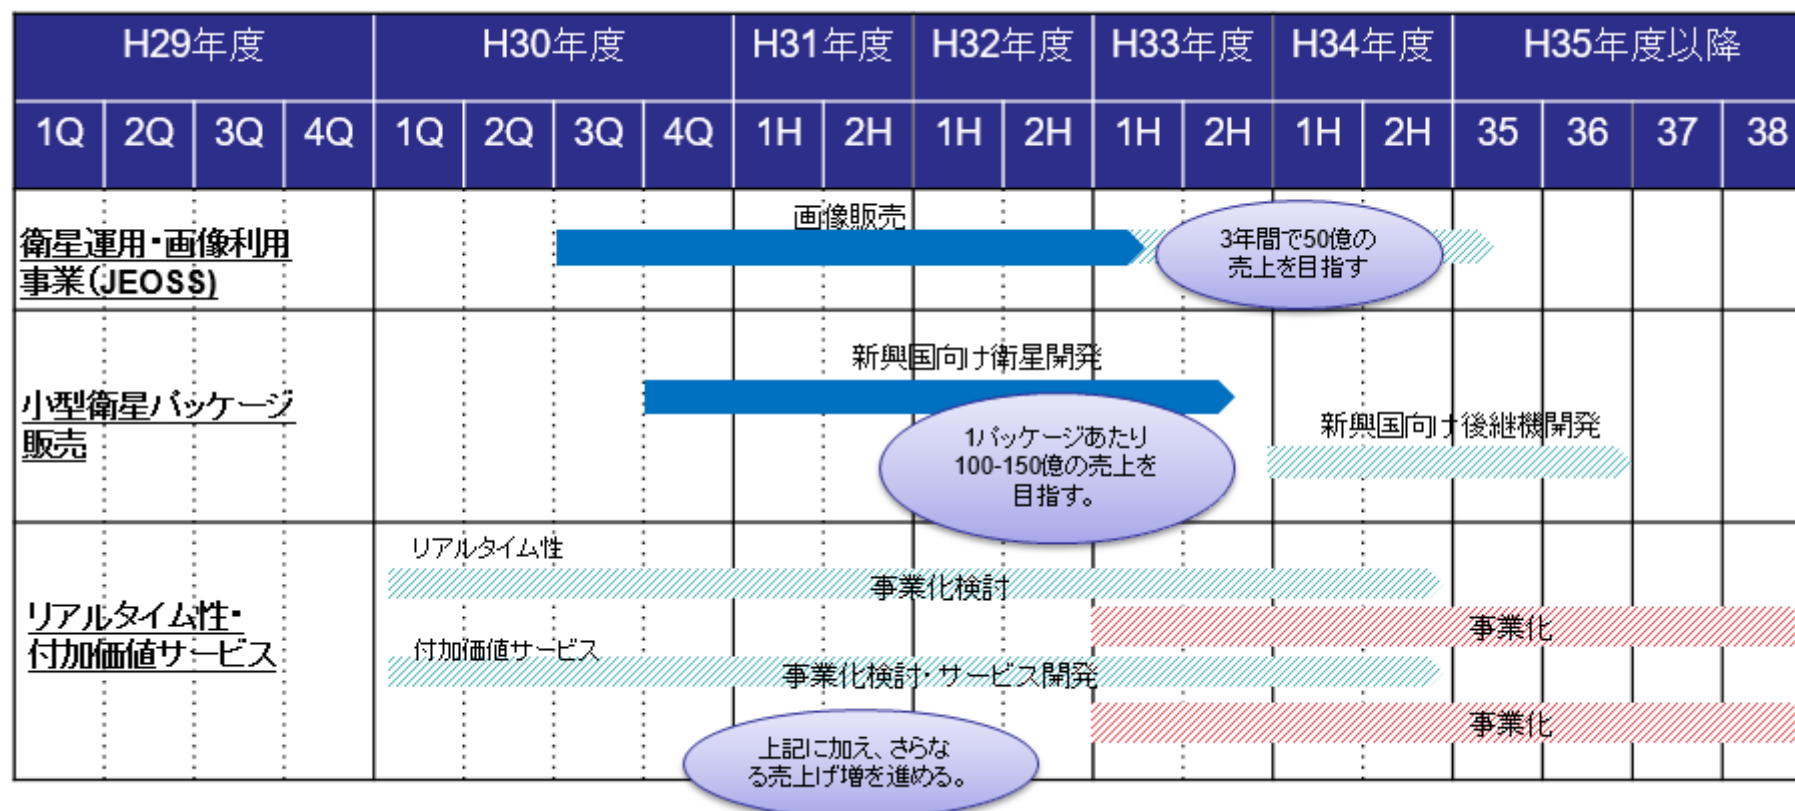 H29年度 H30年度 H31年度 H32年度 H33年度 H34年度 H35年度以降
1Q 2Q 3Q 4Q 1Q 2Q 3Q 4Q 1H 2H 1H 2H 1H 2H 1H 2H 35 36 37 38
衛星運用・画像利用
事業(JEOSS)
画像販売
3年間で50億の
売上を目指す
小型衛星パッケージ
販売
新興国向け衛星開発
1パッケージあたり
100-150億の売上を
目指す。
新興国向け後継機開発
リアルタイム性・
付加価値サービス
リアルタイム性
事業化検討
事業化
付加価値サービス
事業化検討・サービス開発
事業化
上記に加え、さらな
る売上げ増を進める。